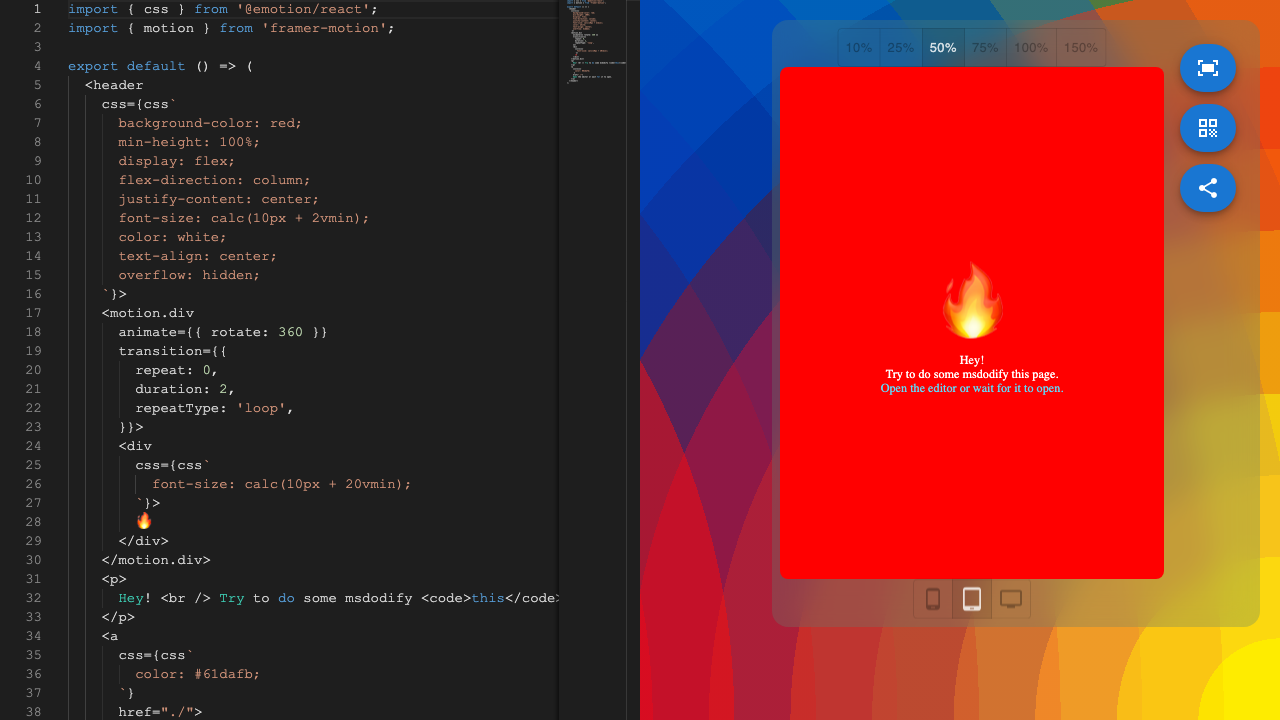 1 import { css } from '@emotion/react';
2 import { motion } from 'framer-motion';
3
4 export default () => (
5 <header
6 css={css`
7 background-color: red;
8 min-height: 100%;
9 display: flex;
10 flex-direction: column;
11 justify-content: center;
12 font-size: calc(10px + 2vmin);
13 color: white;
14 text-align: center;
15 overflow: hidden;
16 `}>
17 <motion.div
18 animate={{ rotate: 360 }}
19 transition={{
20 repeat: 0,
21 duration: 2,
22 repeatType: 'loop',
23 }}>
24 <div
25 css={css`
26 font-size: calc(10px + 20vmin);
27 `}>
28 🔥
29 </div>
30 </motion.div>
31 <p>
32 Hey! <br /> Try to do some msdodify <code>this</code>
33 </p>
34 <a
35 css={css`
36 color: #61dafb;
37 `}
38 href="./">
10% 25% 50% 75% 100% 150%
Hey!
Try to do some msdodify this page.
Open the editor or wait for it to open.